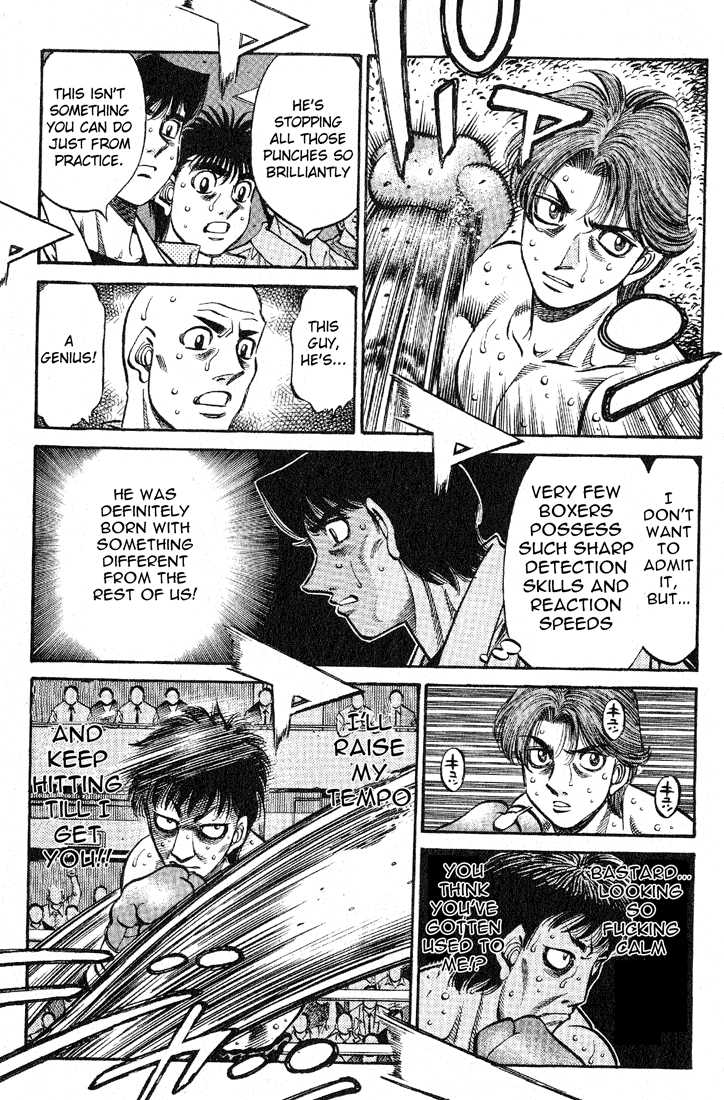 HE'S
STOPPING
ALL THOSE
PUNCHES SO
BRILLIANTLY
THIS ISN'T
SOMETHING
YOU CAN DO
JUST FROM
PRACTICE.
THIS
GUY,
HE'S...
A
GENIUS!
I
DON'T
WANT
TO
ADMIT
IT,
BUT...
VERY FEW
BOXERS
POSSESS
SUCH SHARP
DETECTION
SKILLS AND
REACTION
SPEEDS
HE WAS
DEFINITELY
BORN WITH
SOMETHING
DIFFERENT
FROM THE
REST OF US!
BASTARD...
LOOKING
SO
FUCKING
CALM
YOU
THINK
YOU'VE
GOTTEN
USED TO
ME!?
I'LL
RAISE
MY
TEMPO
AND
KEEP
HITTING
TILL I
GET
YOU!!